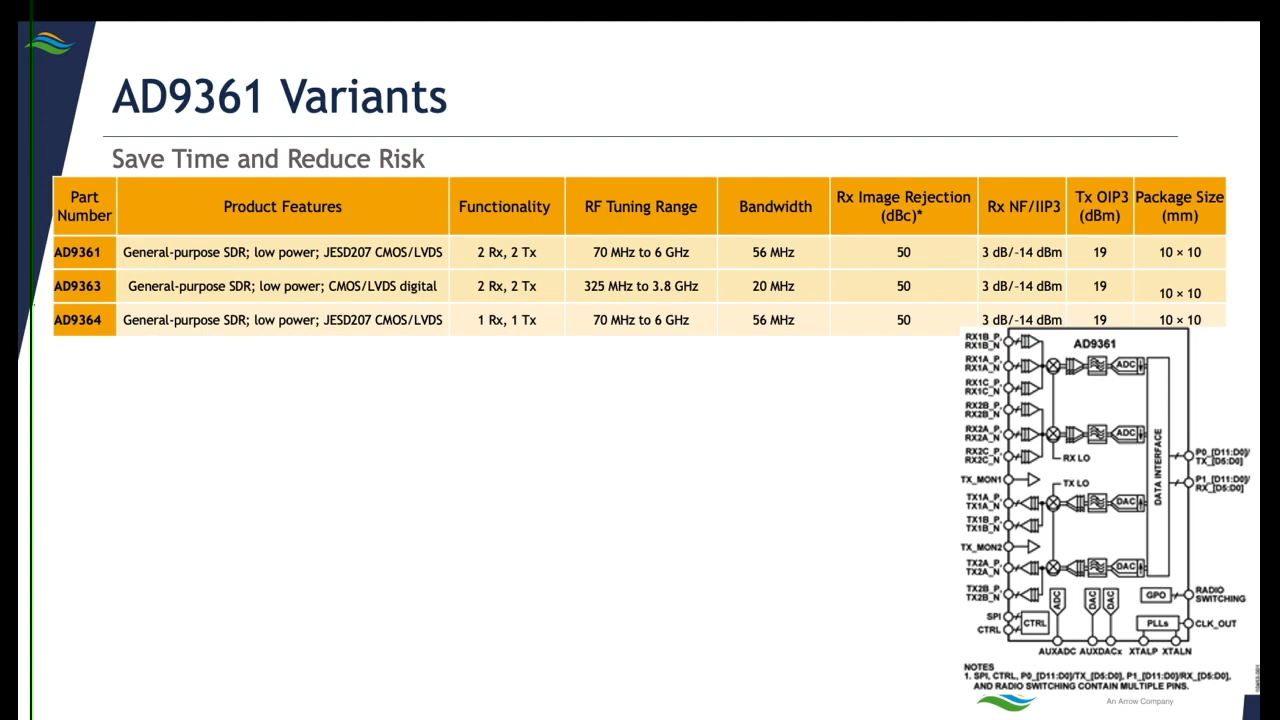 AD9361 Variants
Save Time and Reduce Risk
Part Number Product Features Functionality RF Tuning Range Bandwidth Rx Image Rejection (dBc)* Rx NF/IIP3 Tx OIP3 (dBm) Package Size (mm)
AD9361 General-purpose SDR; low power; JESD207 CMOS/LVDS 2 Rx, 2 Tx 70 MHz to 6 GHz 56 MHz 50 3 dB/–14 dBm 19 10 × 10
AD9363 General-purpose SDR; low power; CMOS/LVDS digital 2 Rx, 2 Tx 325 MHz to 3.8 GHz 20 MHz 50 3 dB/–14 dBm 19 10 × 10
AD9364 General-purpose SDR; low power; JESD207 CMOS/LVDS 1 Rx, 1 Tx 70 MHz to 6 GHz 56 MHz 50 3 dB/–14 dBm 19 10 × 10
AD9361
RX1B_P,
RX1B_N
RX1A_P,
RX1A_N
ADC
RX1C_P,
RX1C_N
RX2B_P,
RX2B_N
RX2A_P,
RX2A_N
ADC
RX2C_P,
RX2C_N
RX LO
DATA INTERFACE
P0_[D11:D0]/
TX_[D5:D0]
P1_[D11:D0]/
RX_[D5:D0]
TX_MON1
TX LO
TX1A_P,
TX1A_N
DAC
TX1B_P,
TX1B_N
TX_MON2
TX2A_P,
TX2A_N
DAC
TX2B_P,
TX2B_N
ADC
DAC
DAC
GPO
RADIO
SWITCHING
SPI
CTRL
CTRL
PLLs
CLK_OUT
AUXADC AUXDACx XTALP XTALN
NOTES
1. SPI, CTRL, P0_[D11:D0]/TX_[D5:D0], P1_[D11:D0]/RX_[D5:D0],
AND RADIO SWITCHING CONTAIN MULTIPLE PINS.
An Arrow Company